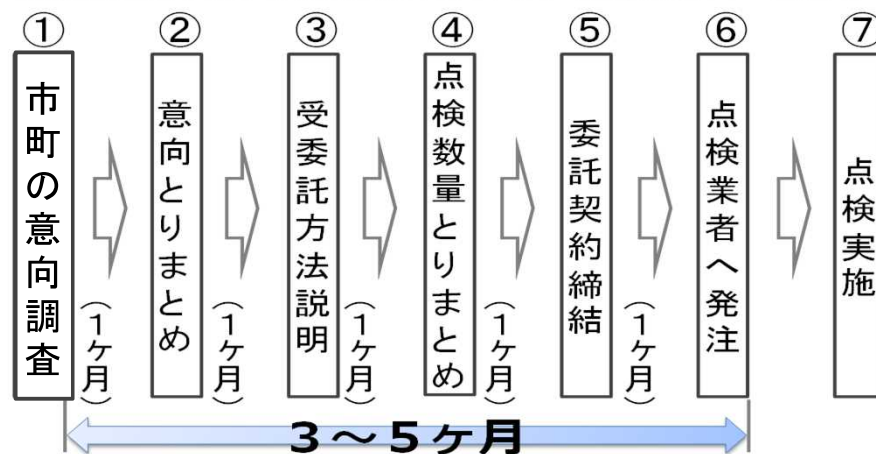 ①
市町の意向調査
(1ヶ月)
②
意向とりまとめ
(1ヶ月)
③
受委託方法説明
(1ヶ月)
④
点検数量とりまとめ
(1ヶ月)
⑤
委託契約締結
(1ヶ月)
⑥
点検業者へ発注
⑦
点検実施
3～5ヶ月